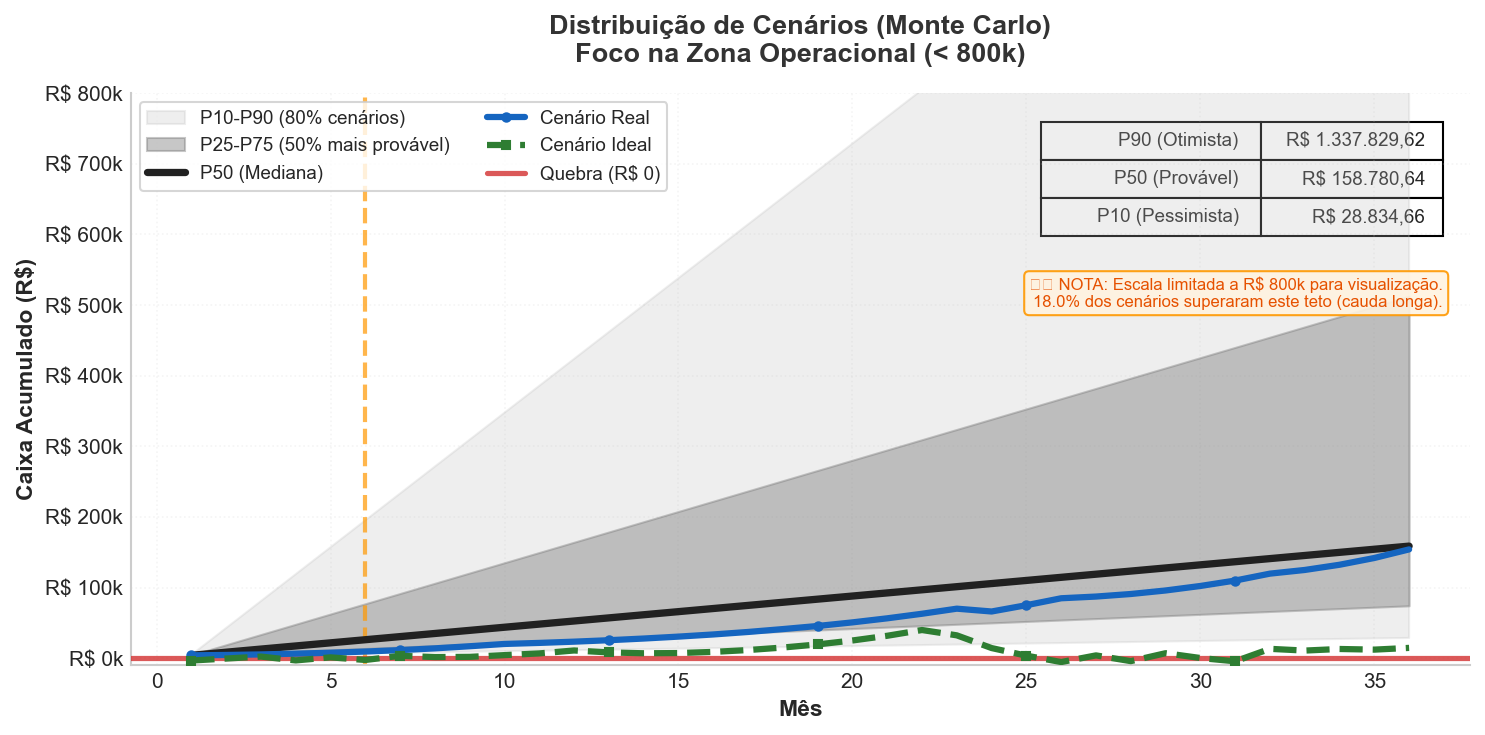 Distribuição de Cenários (Monte Carlo)
Foco na Zona Operacional (< 800k)
Caixa Acumulado (R$)
R$ 800k
R$ 700k
R$ 600k
R$ 500k
R$ 400k
R$ 300k
R$ 200k
R$ 100k
R$ 0k
P10-P90 (80% cenários)
P25-P75 (50% mais provável)
P50 (Mediana)
Cenário Real
Cenário Ideal
Quebra (R$ 0)
P90 (Otimista) R$ 1.337.829,62
P50 (Provável) R$ 158.780,64
P10 (Pessimista) R$ 28.834,66
NOTA: Escala limitada a R$ 800k para visualização.
18.0% dos cenários superaram este teto (cauda longa).
0 5 10 15 20 25 30 35
Mês